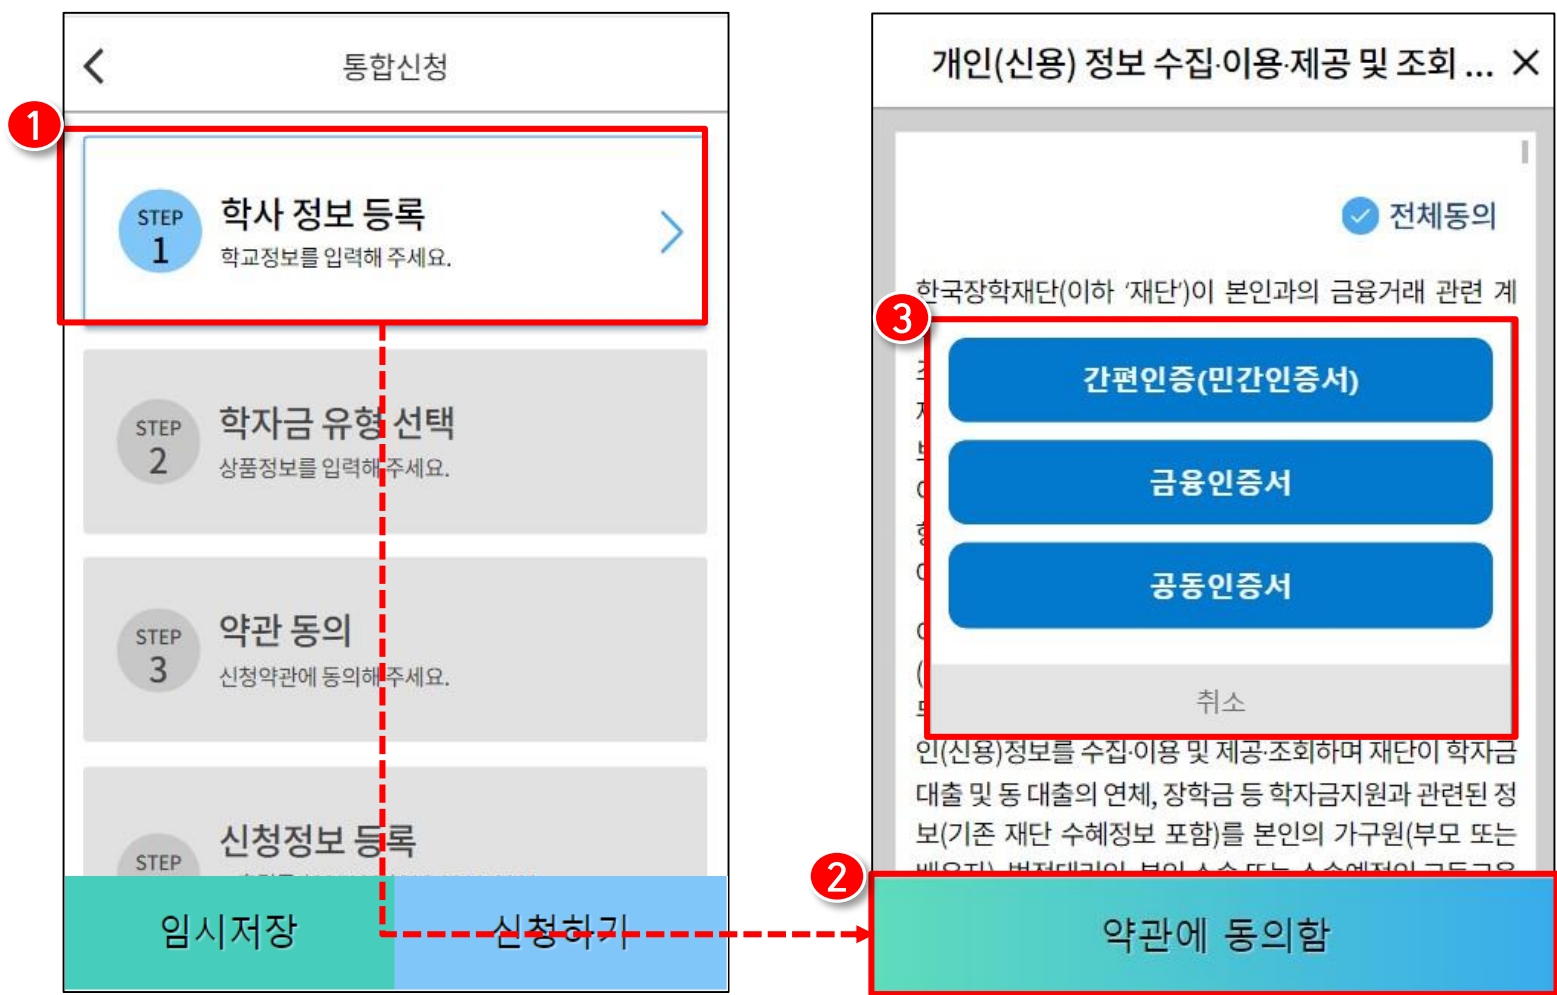 통합신청
1
STEP
1
학사 정보 등록
학교정보를 입력해 주세요.
STEP
2
학자금 유형 선택
상품정보를 입력해 주세요.
STEP
3
약관 동의
신청약관에 동의해 주세요.
STEP
신청정보 등록
임시저장
신청하기
개인(신용) 정보 수집·이용·제공 및 조회 ...
전체동의
한국장학재단(이하 '재단')이 본인과의 금융거래 관련 계
3
간편인증(민간인증서)
금융인증서
공동인증서
취소
인(신용)정보를 수집·이용 및 제공·조회하며 재단이 학자금
대출 및 동 대출의 연체, 장학금 등 학자금지원과 관련된 정
보(기존 재단 수혜정보 포함)를 본인의 가구원(부모 또는
2
약관에 동의함